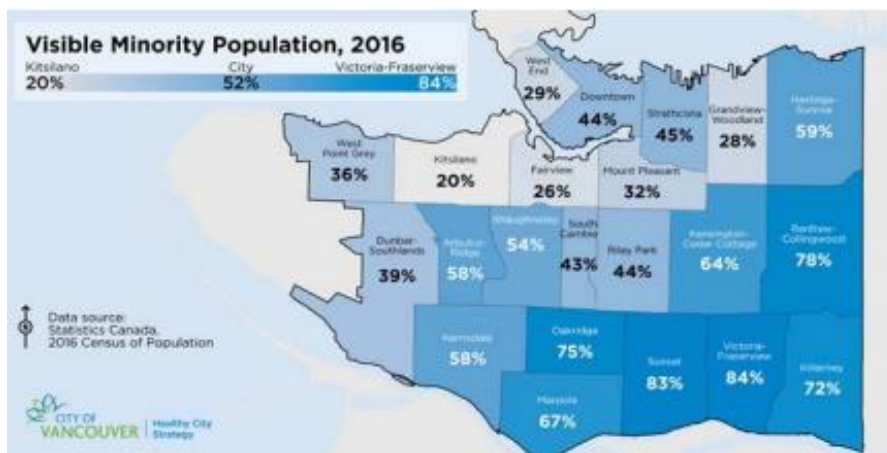 Visible Minority Population, 2016
Kitsilano City Victoria-Fraserview
20% 52% 84%
West
End
29%
Downtown
44%
Strathcona
45%
Grandview-
Woodland
28%
Hastings-
Sunrise
59%
West
Point Grey
36%
Kitsilano
20%
Fairview
26%
Mount Pleasant
32%
Dunbar-
Southlands
39%
Arbutus-
Ridge
58%
Shaughnessy
54%
South
Cambie
43%
Riley Park
44%
Kensington-
Cedar Cottage
64%
Renfrew-
Collingwood
78%
Kerrisdale
58%
Oakridge
75%
Marpole
67%
Sunset
83%
Victoria-
Fraserview
84%
Killarney
72%
N
Data source:
Statistics Canada,
2016 Census of Population
CITY OF
VANCOUVER
Healthy City
Strategy